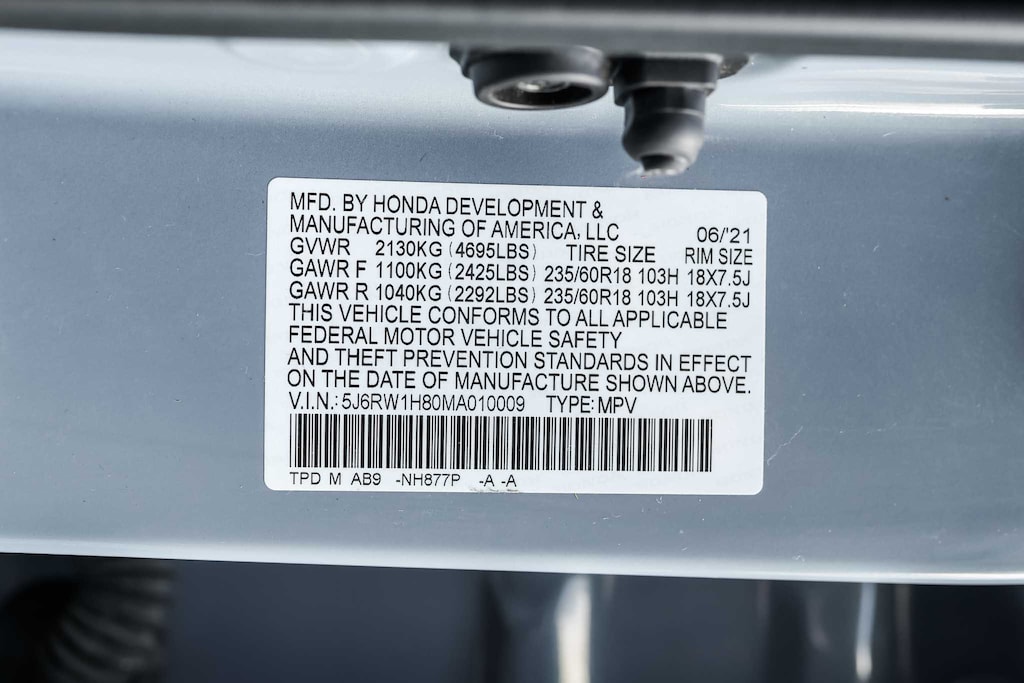 MFD. BY HONDA DEVELOPMENT &
MANUFACTURING OF AMERICA, LLC 06/'21
GVWR 2130KG (4695LBS) TIRE SIZE RIM SIZE
GAWR F 1100KG (2425LBS) 235/60R18 103H 18X7.5J
GAWR R 1040KG (2292LBS) 235/60R18 103H 18X7.5J
THIS VEHICLE CONFORMS TO ALL APPLICABLE
FEDERAL MOTOR VEHICLE SAFETY
AND THEFT PREVENTION STANDARDS IN EFFECT
ON THE DATE OF MANUFACTURE SHOWN ABOVE.
V.I.N.: 5J6RW1H80MA010009 TYPE: MPV
TPD M AB9 -NH877P -A -A